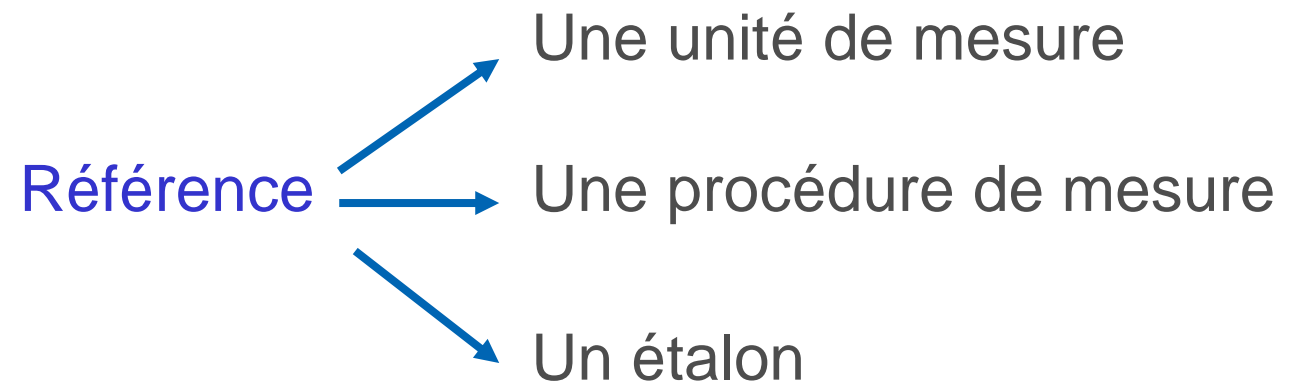 Une unité de mesure
Référence
Une procédure de mesure
Un étalon